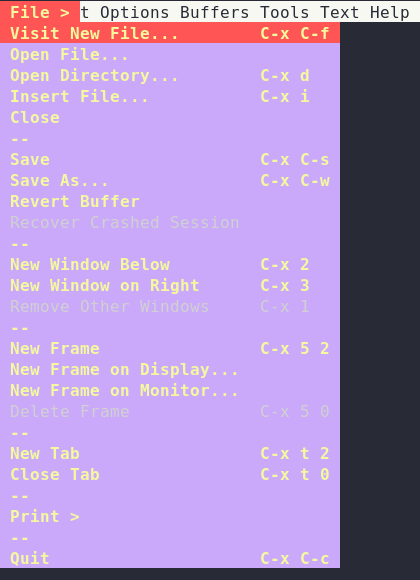 File > t Options Buffers Tools Text Help
Visit New File... C-x C-f
Open File...
Open Directory... C-x d
Insert File... C-x i
Close
--
Save C-x C-s
Save As... C-x C-w
Revert Buffer
Recover Crashed Session
--
New Window Below C-x 2
New Window on Right C-x 3
Remove Other Windows C-x 1
--
New Frame C-x 5 2
New Frame on Display...
New Frame on Monitor...
Delete Frame C-x 5 0
--
New Tab C-x t 2
Close Tab C-x t 0
--
Print >
--
Quit C-x C-c